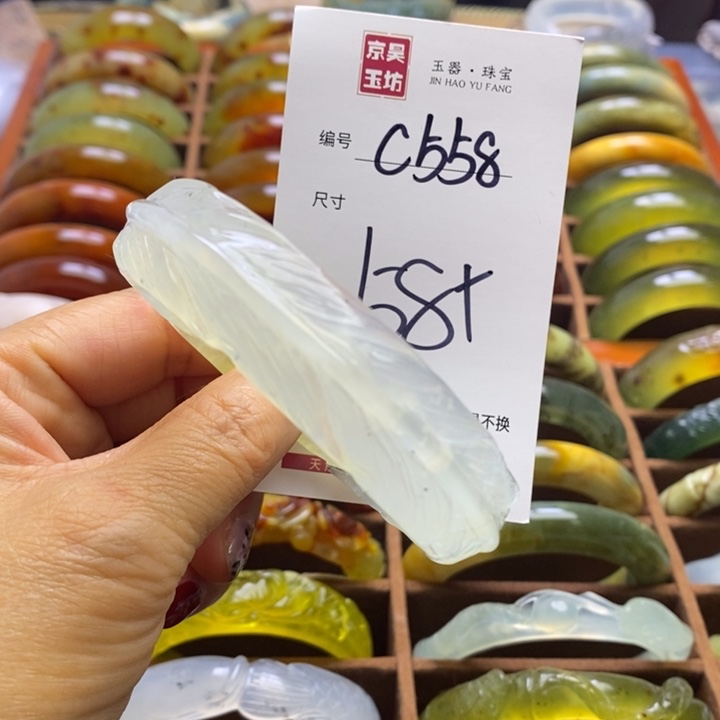 京昊
玉坊
玉器·珠宝
JIN HAO YU FANG
编号 C558
尺寸
58+
不换
天